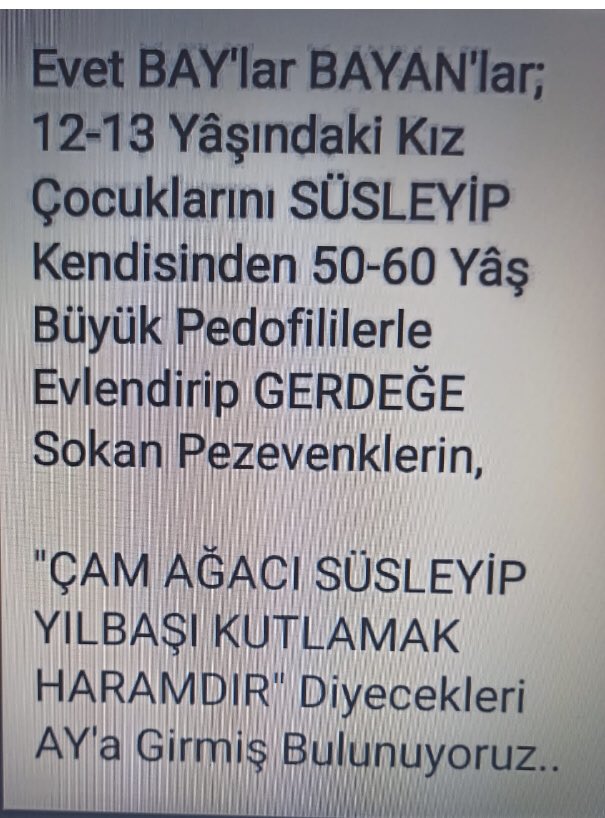 Evet BAY'lar BAYAN'lar;
12-13 Yâşındaki Kız
Çocuklarını SÜSLEYİP
Kendisinden 50-60 Yâş
Büyük Pedofililerle
Evlendirip GERDEĞE
Sokan Pezevenklerin,
"ÇAM AĞACI SÜSLEYİP
YILBAŞI KUTLAMAK
HARAMDIR" Diyecekleri
AY'a Girmiş Bulunuyoruz..